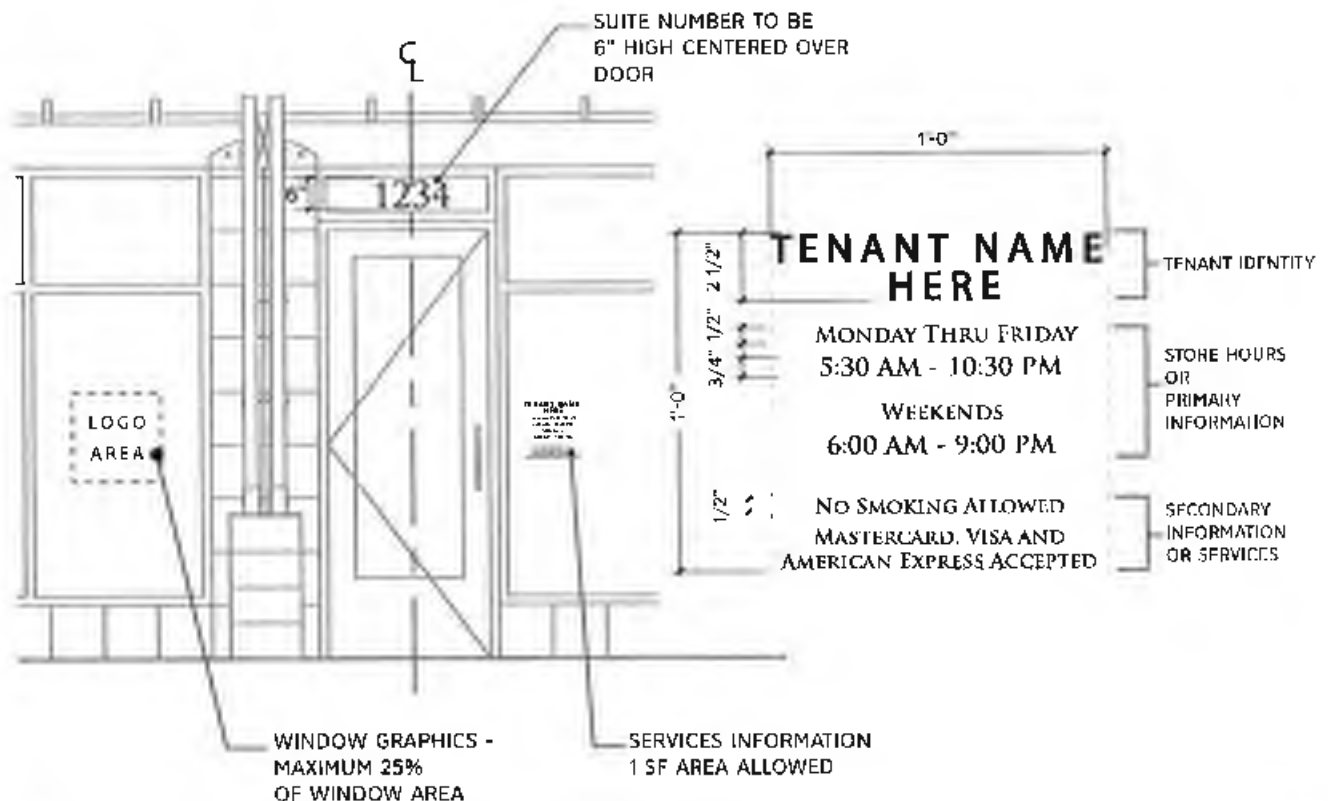 SUITE NUMBER TO BE
6" HIGH CENTERED OVER
DOOR
CL
6"
1234
LOGO
AREA
WINDOW GRAPHICS -
MAXIMUM 25%
OF WINDOW AREA
SERVICES INFORMATION
1 SF AREA ALLOWED
1'-0"
1'-0"
2 1/2"
1/2"
3/4"
1/2"
TENANT NAME
HERE
MONDAY THRU FRIDAY
5:30 AM - 10:30 PM
WEEKENDS
6:00 AM - 9:00 PM
NO SMOKING ALLOWED
MASTERCARD, VISA AND
AMERICAN EXPRESS ACCEPTED
TENANT IDENTITY
STORE HOURS
OR
PRIMARY
INFORMATION
SECONDARY
INFORMATION
OR SERVICES
TENANT NAME
HERE